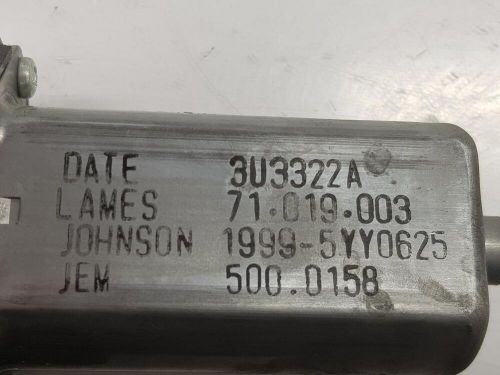 DATE 3U3322A
LAMES 71.019.003
JOHNSON 1999-5YY0625
JEM 500.0158